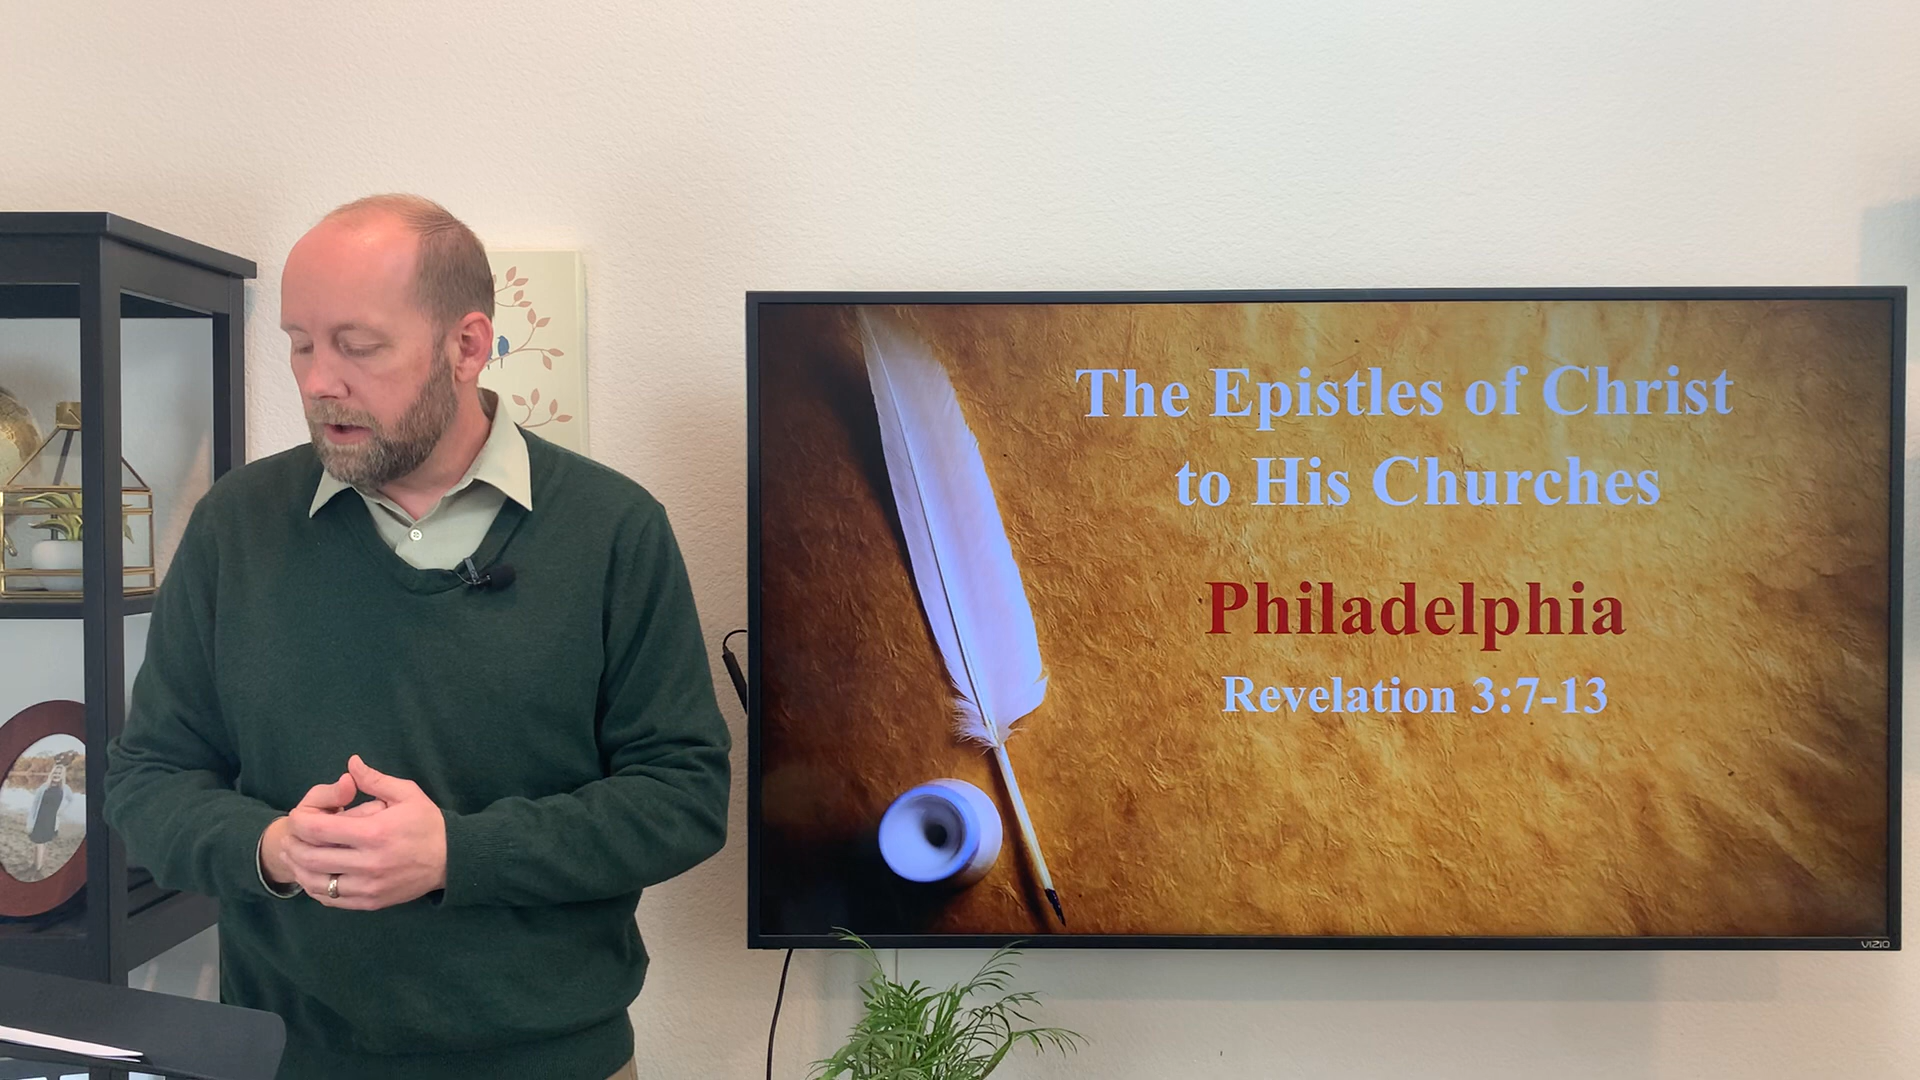 The Epistles of Christ
to His Churches
Philadelphia
Revelation 3:7-13
VIZIO